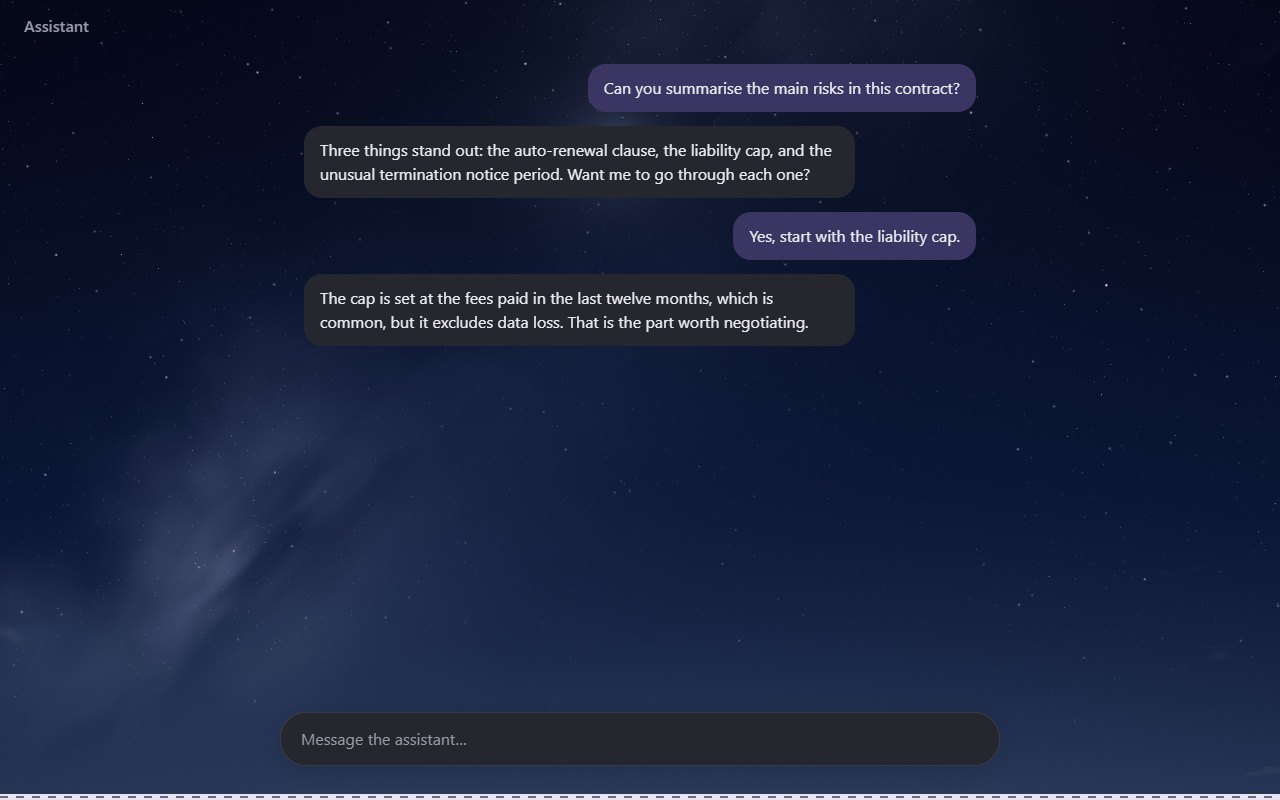 Assistant
Can you summarise the main risks in this contract?
Three things stand out: the auto-renewal clause, the liability cap, and the
unusual termination notice period. Want me to go through each one?
Yes, start with the liability cap.
The cap is set at the fees paid in the last twelve months, which is
common, but it excludes data loss. That is the part worth negotiating.
Message the assistant...